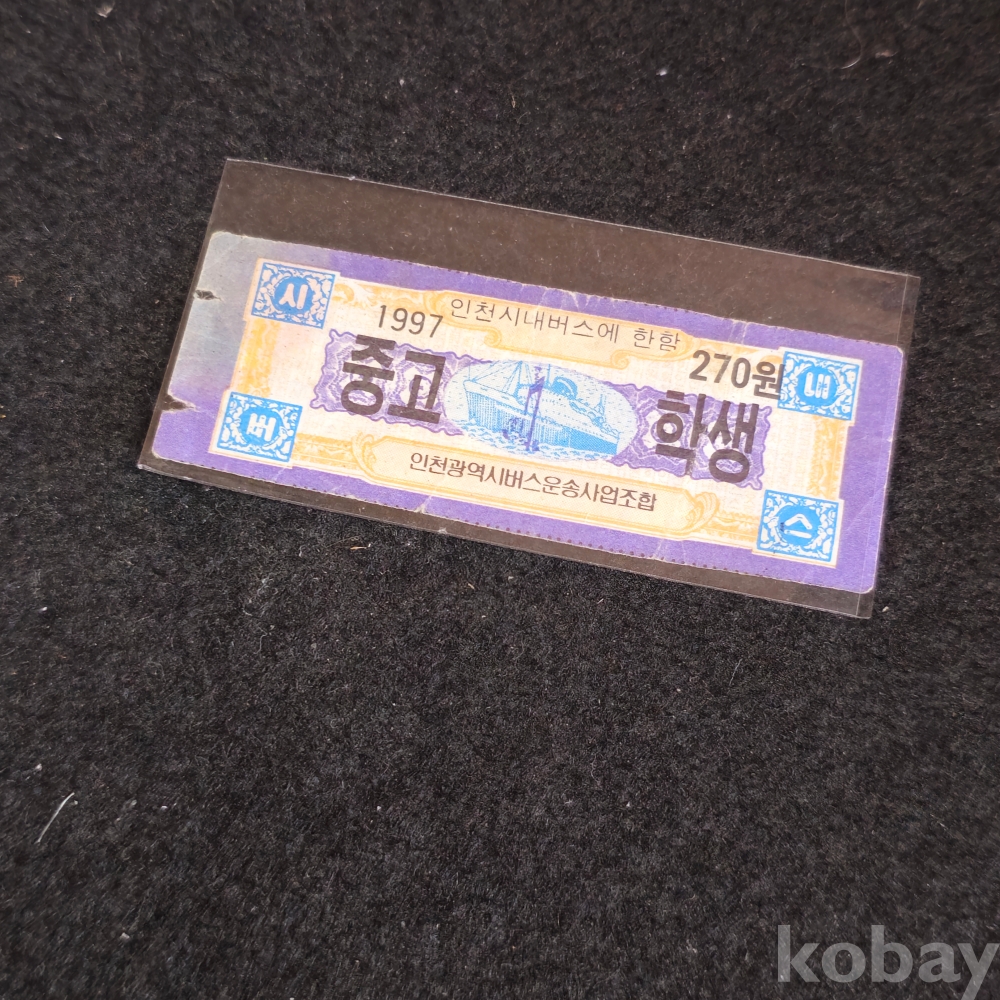 시
인천시내버스에 한함
1997
270원
내
중고
학생
버
인천광역시버스운송사업조합
스
kobay